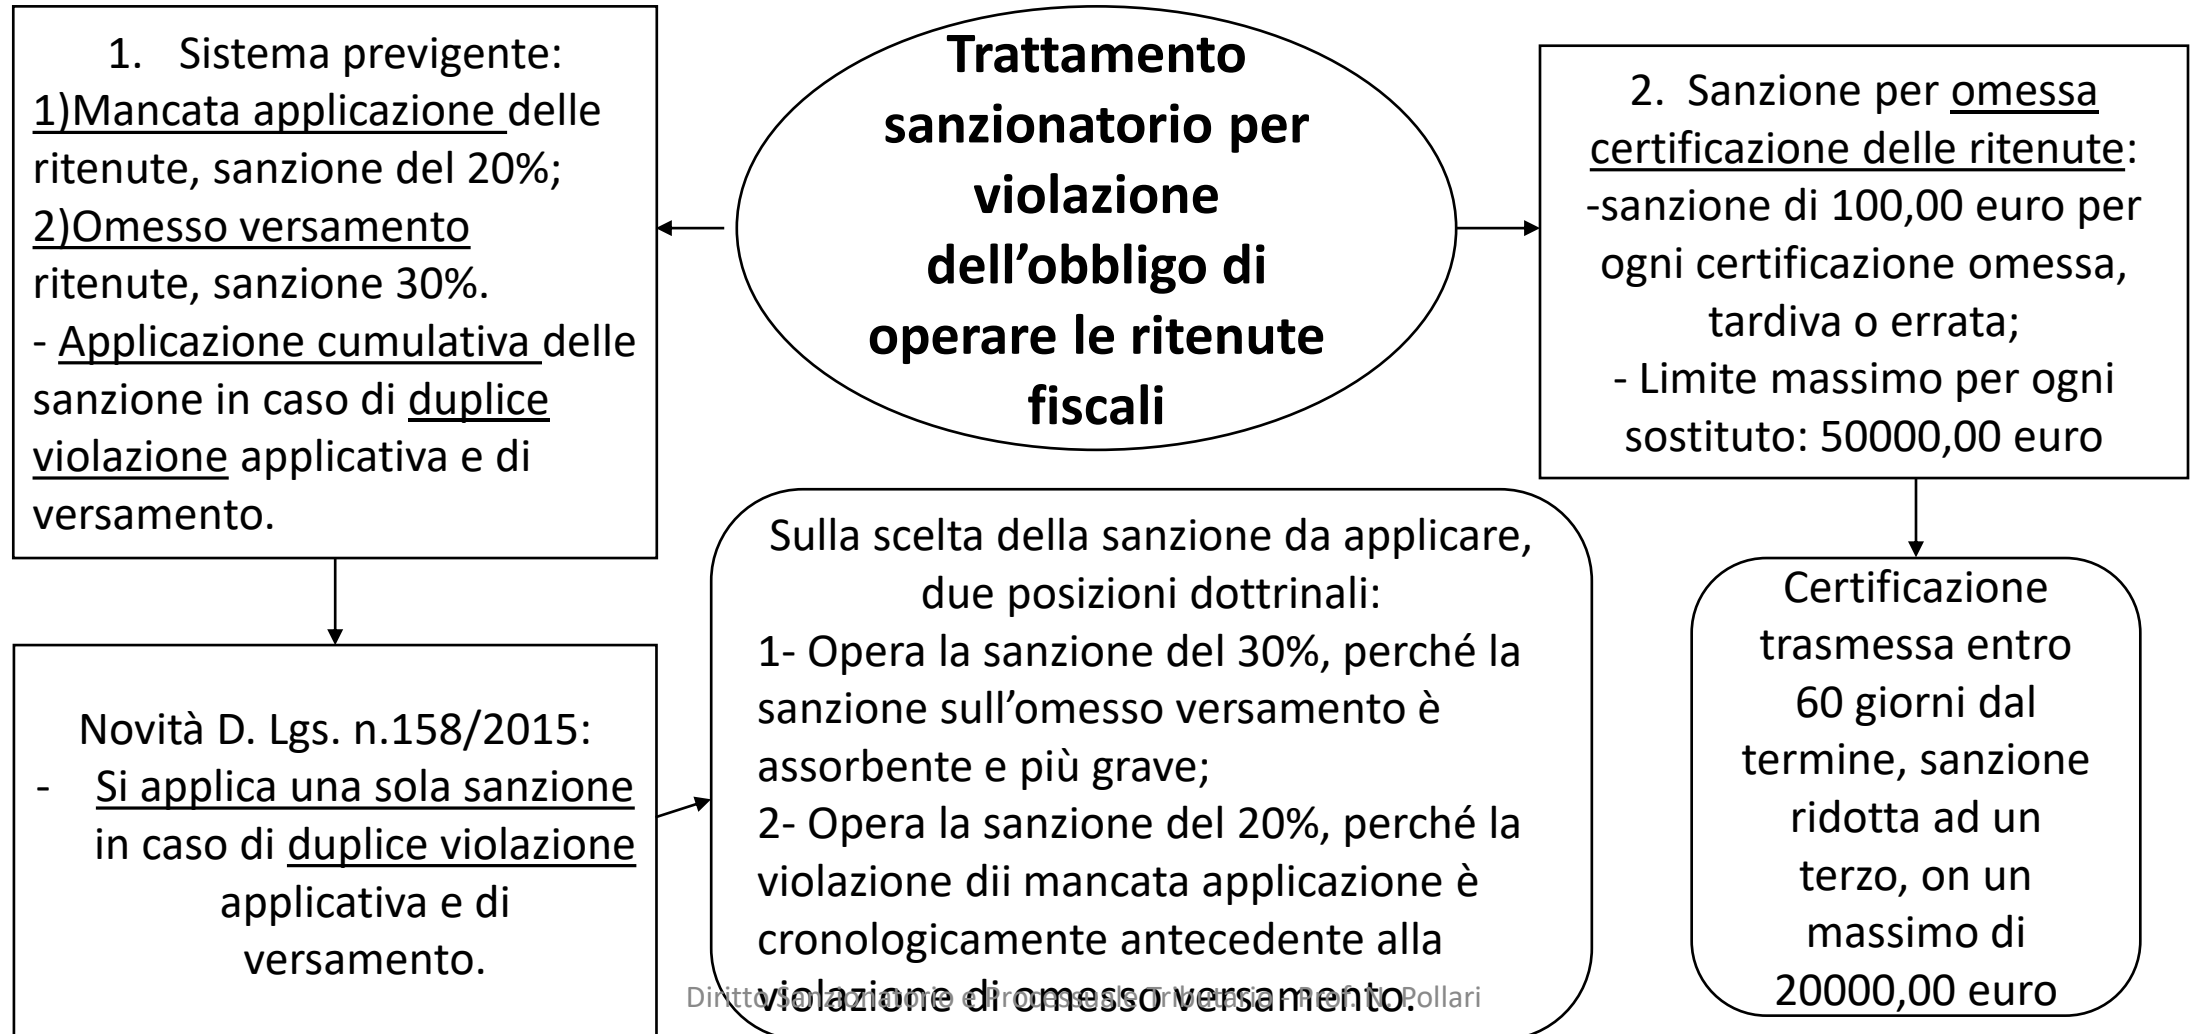 Trattamento
sanzionatorio per
violazione
dell’obbligo di
operare le ritenute
fiscali
1. Sistema previgente:
1)Mancata applicazione delle
ritenute, sanzione del 20%;
2)Omesso versamento
ritenute, sanzione 30%.
- Applicazione cumulativa delle
sanzione in caso di duplice
violazione applicativa e di
versamento.
Novità D. Lgs. n.158/2015:
- Si applica una sola sanzione
in caso di duplice violazione
applicativa e di
versamento.
Sulla scelta della sanzione da applicare,
due posizioni dottrinali:
1- Opera la sanzione del 30%, perché la
sanzione sull’omesso versamento è
assorbente e più grave;
2- Opera la sanzione del 20%, perché la
violazione dii mancata applicazione è
cronologicamente antecedente alla
violazione di omesso versamento.
2. Sanzione per omessa
certificazione delle ritenute:
-sanzione di 100,00 euro per
ogni certificazione omessa,
tardiva o errata;
- Limite massimo per ogni
sostituto: 50000,00 euro
Certificazione
trasmessa entro
60 giorni dal
termine, sanzione
ridotta ad un
terzo, on un
massimo di
20000,00 euro
Diritto Sanzionatorio e Processuale Tributario - Prof. N. Pollari